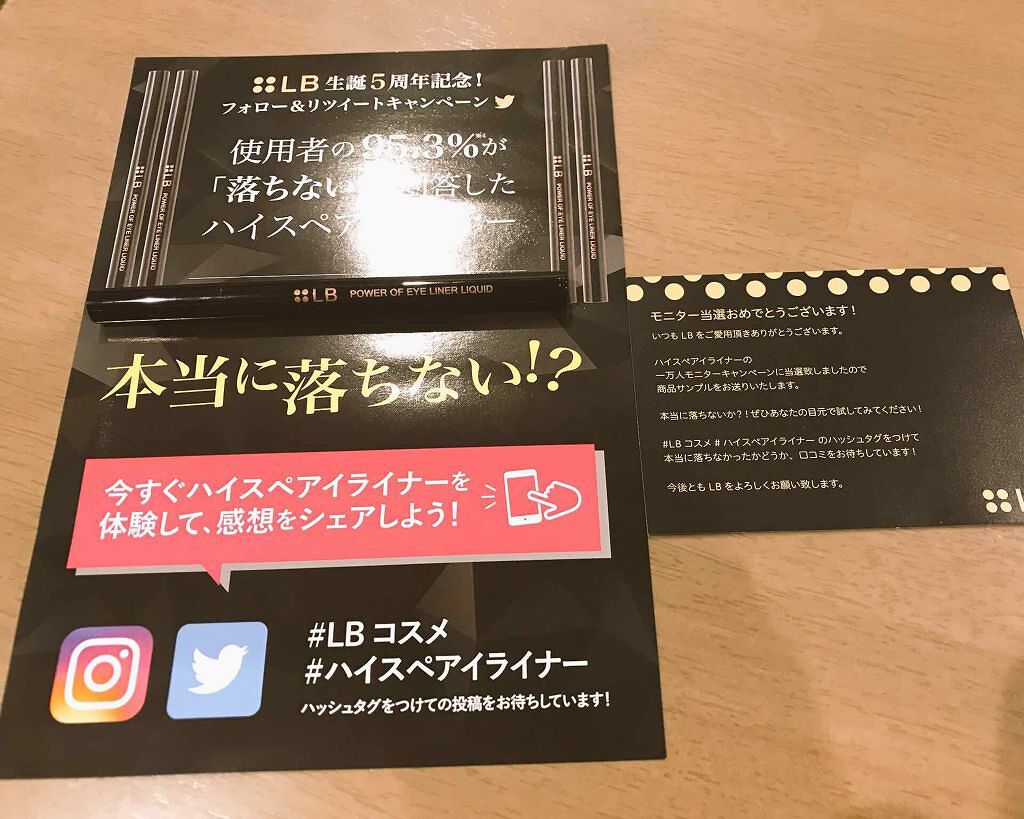 LB 生誕5周年記念!
フォロー&リツイートキャンペーン
使用者の95.3%が
「落ちない 回答した
ハイスペア ー
LB POWER OF EYE LINER LIQUID
LB POWER OF EYE LINER LIQUID
LB POWER OF EYE LINER LIQUID
LB POWER OF EYE LINER LIQUID
LB POWER OF EYE LINER LIQUID
本当に落ちない!?
今すぐハイスペアイライナーを
体験して、感想をシェアしよう!
#LB コスメ
#ハイスペアイライナー
ハッシュタグをつけての投稿をお待ちしています!
モニター当選おめでとうございます!
いつも LB をご愛用頂きありがとうございます。
ハイスペアイライナーの
一万人モニターキャンペーンに当選致しましたので
商品サンプルをお送りいたします。
本当に落ちないか?!ぜひあなたの目元で試してみてください!
#LB コスメ # ハイスペアイライナー のハッシュタグをつけて
本当に落ちなかったかどうか、口コミをお待ちしています!
今後とも LB をよろしくお願い致します。
L